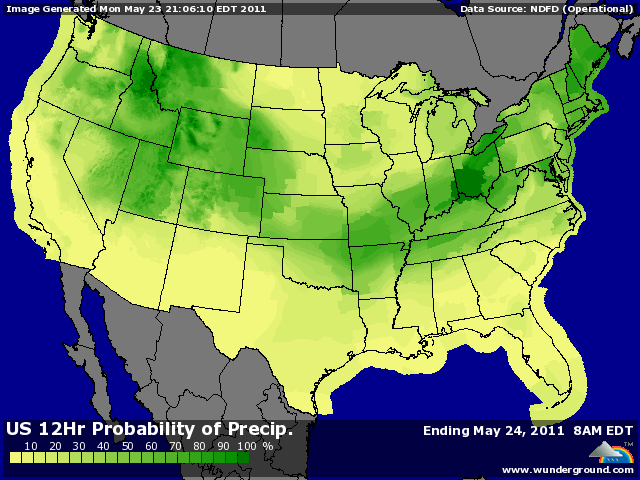 Image Generated Mon May 23 21:06:10 EDT 2011
Data Source: NDFD (Operational)
US 12Hr Probability of Precip.
10 20 30 40 50 60 70 80 90 100 %
Ending May 24, 2011 8AM EDT
TM
www.wunderground.com